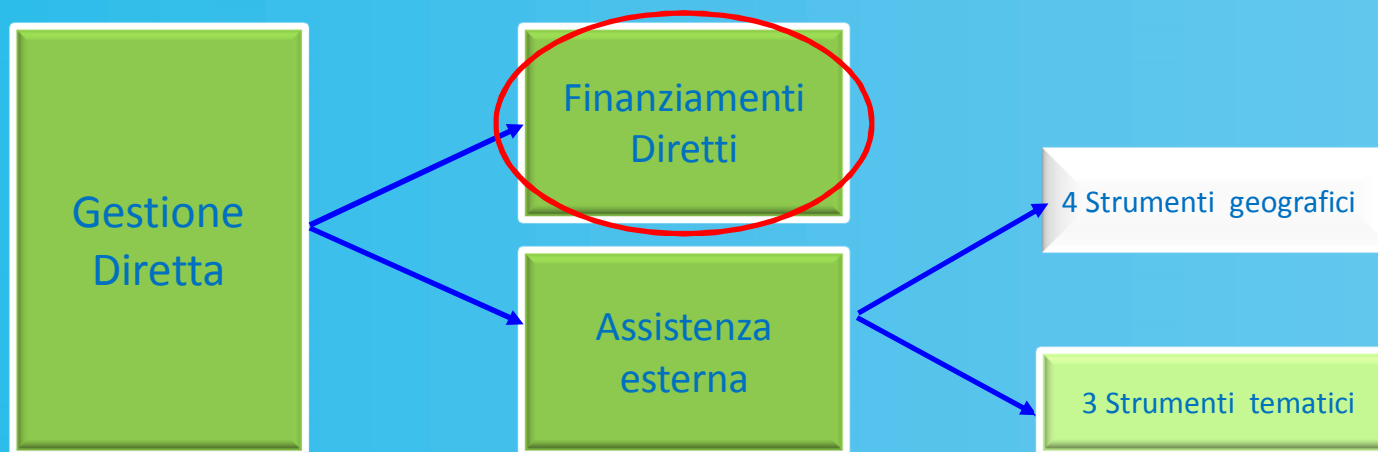 Gestione
Diretta
Finanziamenti
Diretti
Assistenza
esterna
4 Strumenti geografici
3 Strumenti tematici